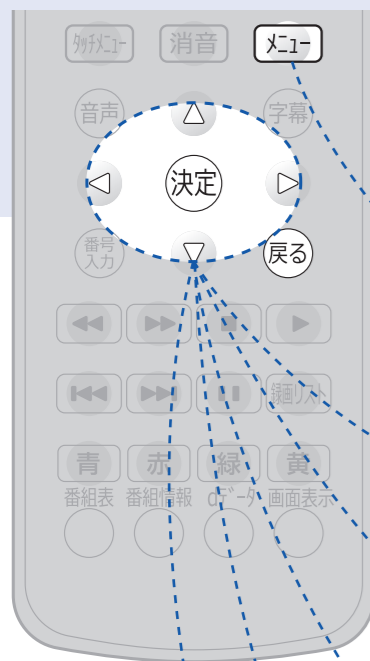 ﾀｯﾁﾒﾆｭｰ 消音 ﾒﾆｭｰ
音声 字幕
決定
番号
入力
戻る
録画リスト
青 赤 緑 黄
番組表 番組情報 dデータ 画面表示